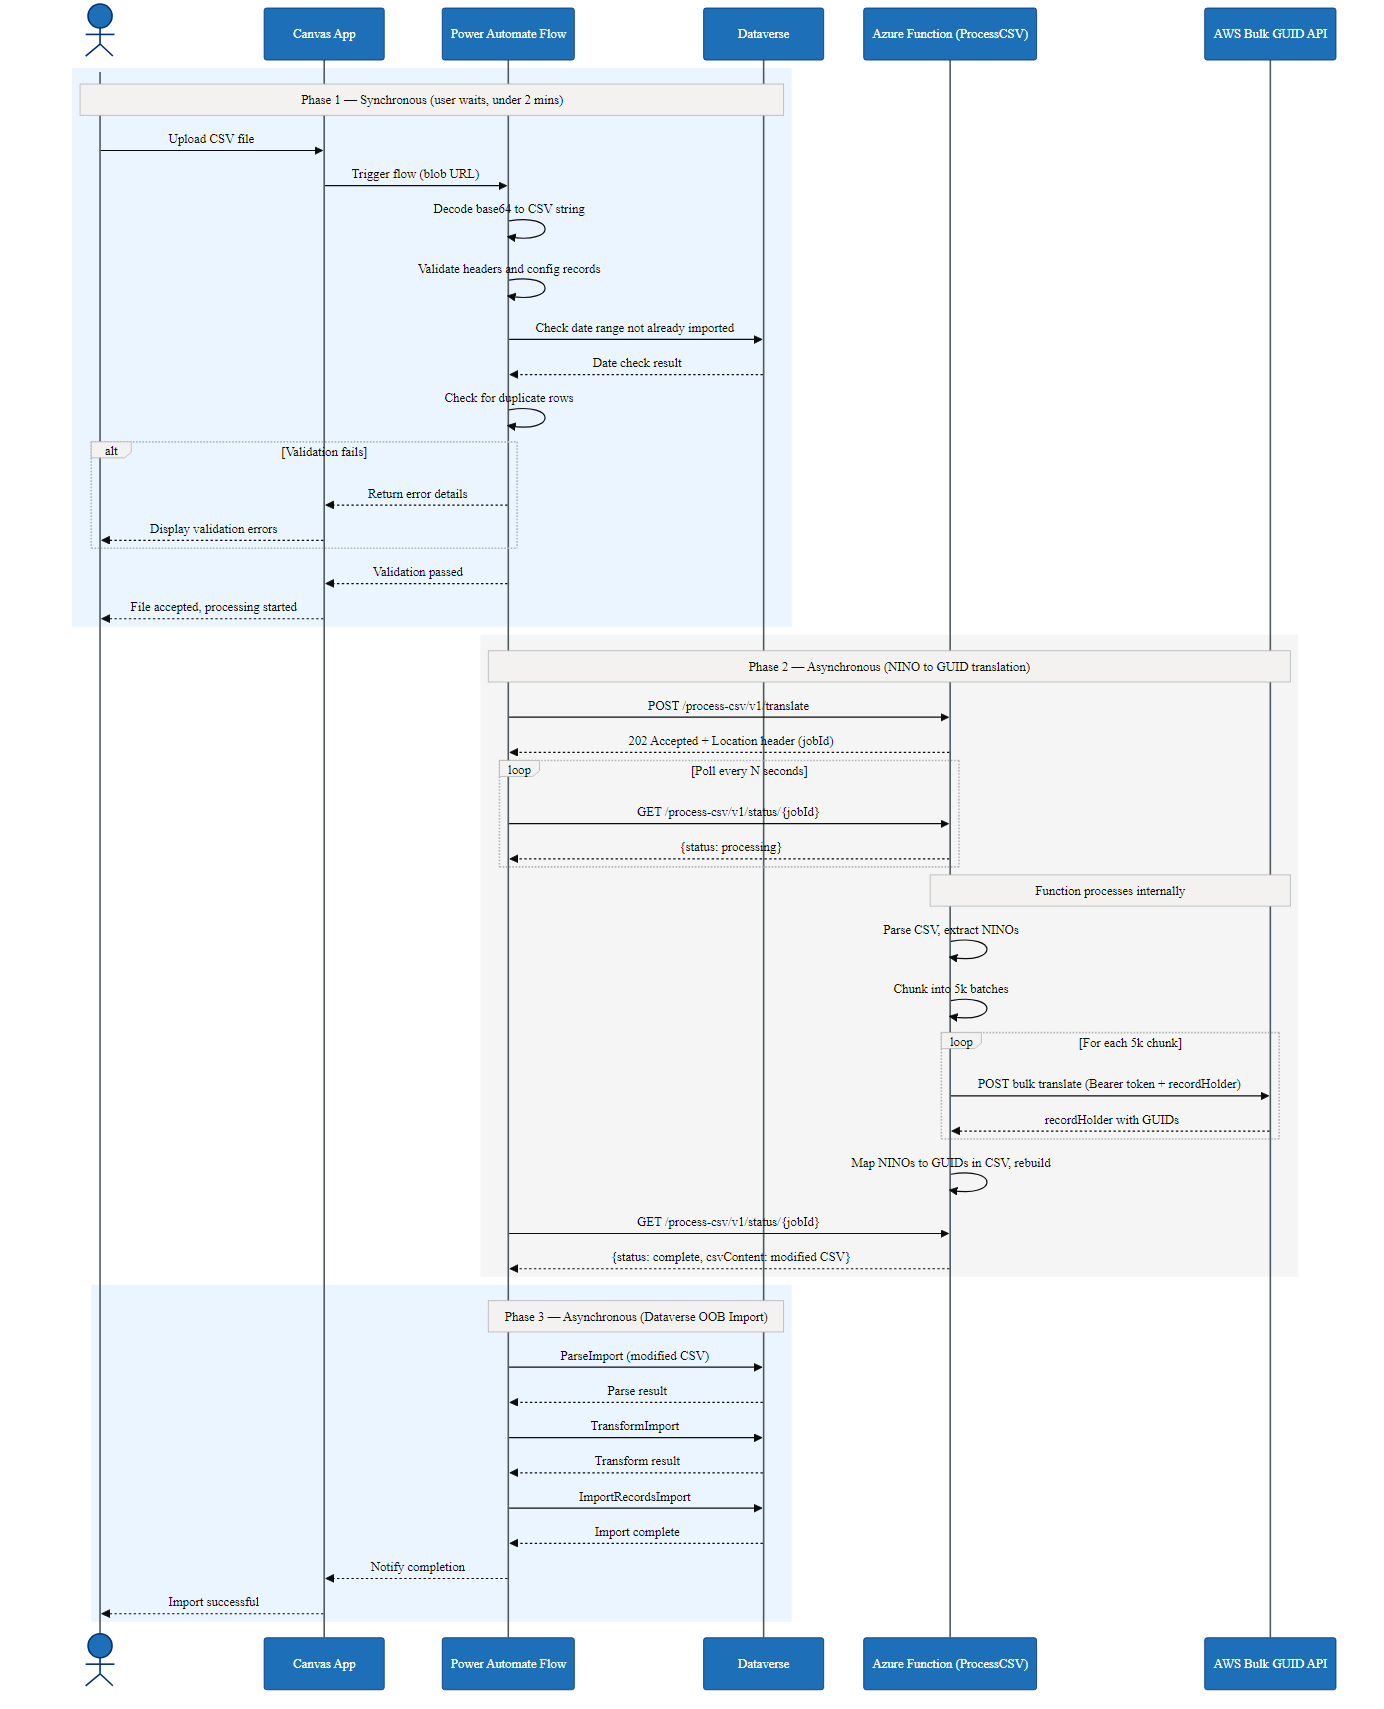 Canvas App
Power Automate Flow
Dataverse
Azure Function (ProcessCSV)
AWS Bulk GUID API
Phase 1 — Synchronous (user waits, under 2 mins)
Upload CSV file
Trigger flow (blob URL)
Decode base64 to CSV string
Validate headers and config records
Check date range not already imported
Date check result
Check for duplicate rows
alt
[Validation fails]
Return error details
Display validation errors
Validation passed
File accepted, processing started
Phase 2 — Asynchronous (NINO to GUID translation)
POST /process-csv/v1/translate
202 Accepted + Location header (jobId)
loop
[Poll every N seconds]
GET /process-csv/v1/status/{jobId}
{status: processing}
Function processes internally
Parse CSV, extract NINOs
Chunk into 5k batches
loop
[For each 5k chunk]
POST bulk translate (Bearer token + recordHolder)
recordHolder with GUIDs
Map NINOs to GUIDs in CSV, rebuild
GET /process-csv/v1/status/{jobId}
{status: complete, csvContent: modified CSV}
Phase 3 — Asynchronous (Dataverse OOB Import)
ParseImport (modified CSV)
Parse result
TransformImport
Transform result
ImportRecordsImport
Import complete
Notify completion
Import successful
Canvas App
Power Automate Flow
Dataverse
Azure Function (ProcessCSV)
AWS Bulk GUID API